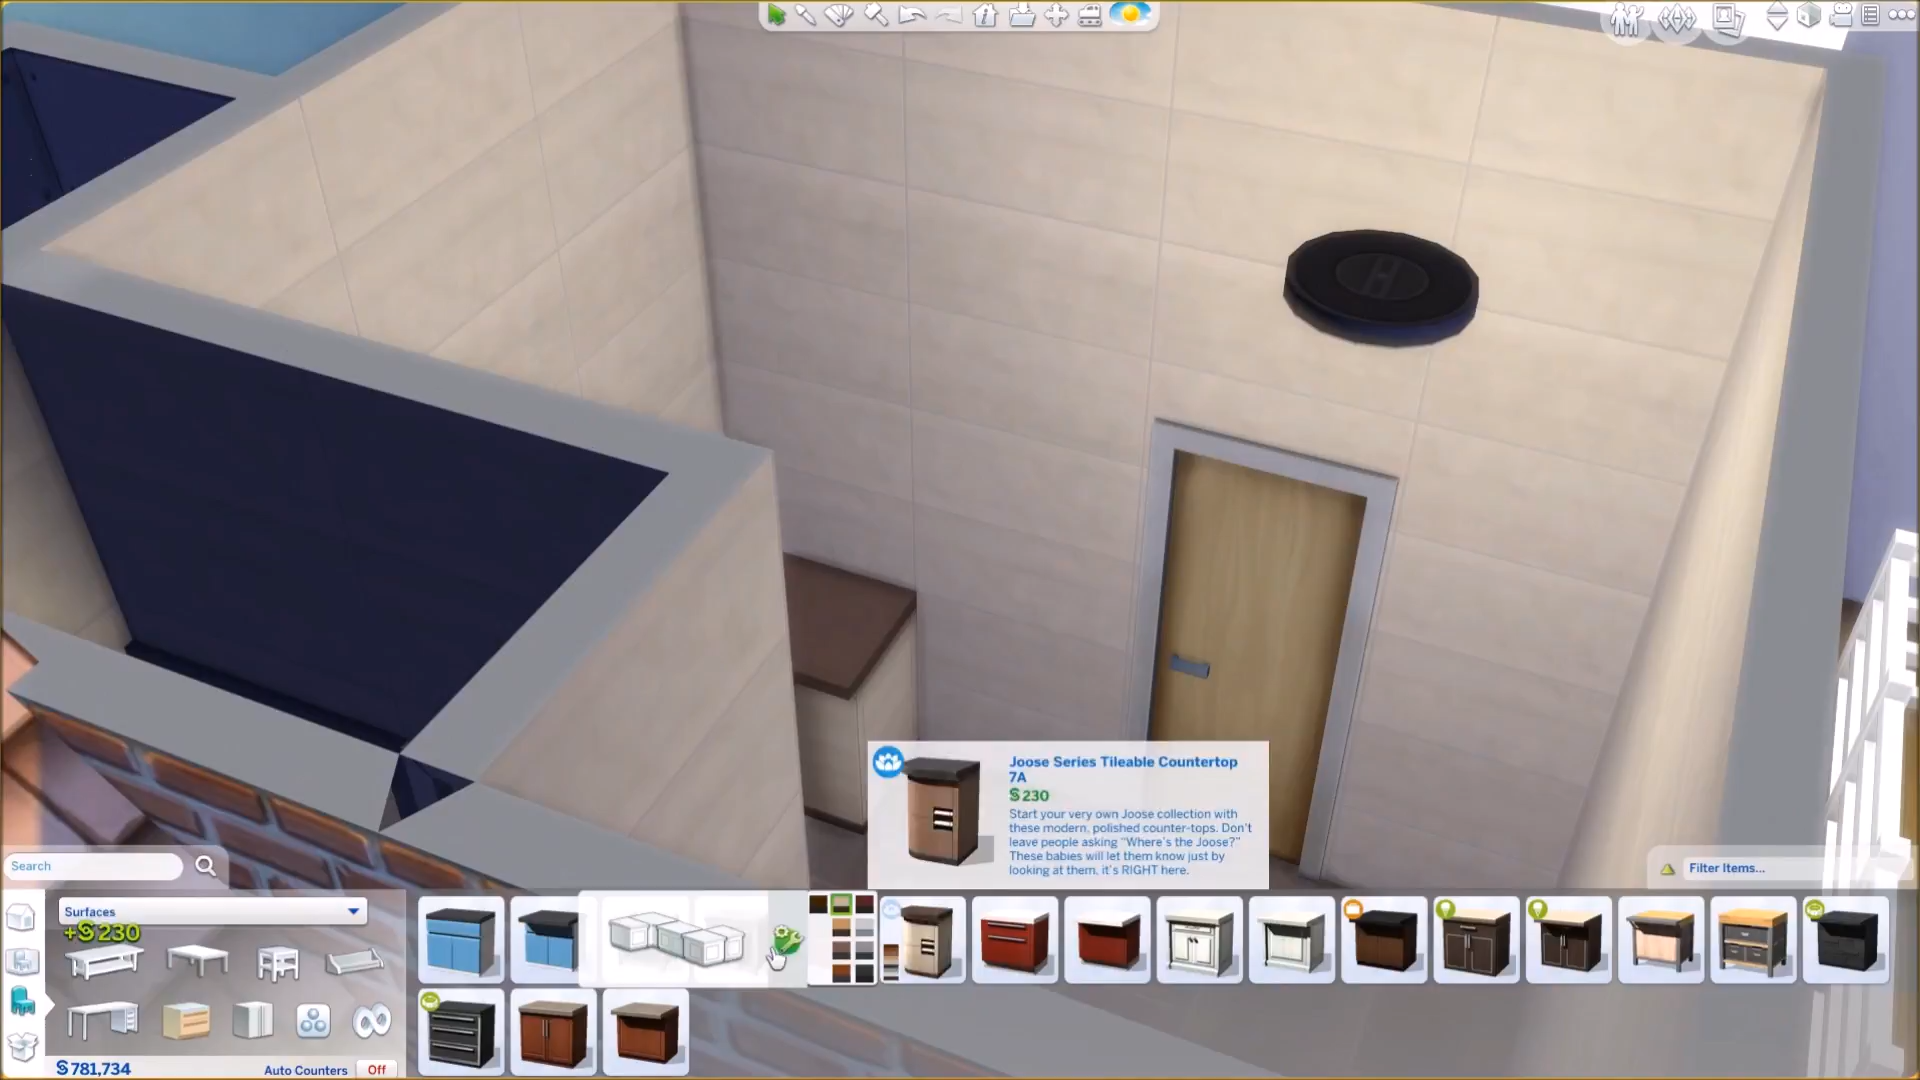 Joose Series Tileable Countertop
7A
§230
Start your very own Joose collection with
these modern, polished counter-tops. Don't
leave people asking "Where's the Joose?"
These babies will let them know just by
looking at them, it's RIGHT here.
Search
Filter Items...
Surfaces
+§230
§781,734
Auto Counters
Off